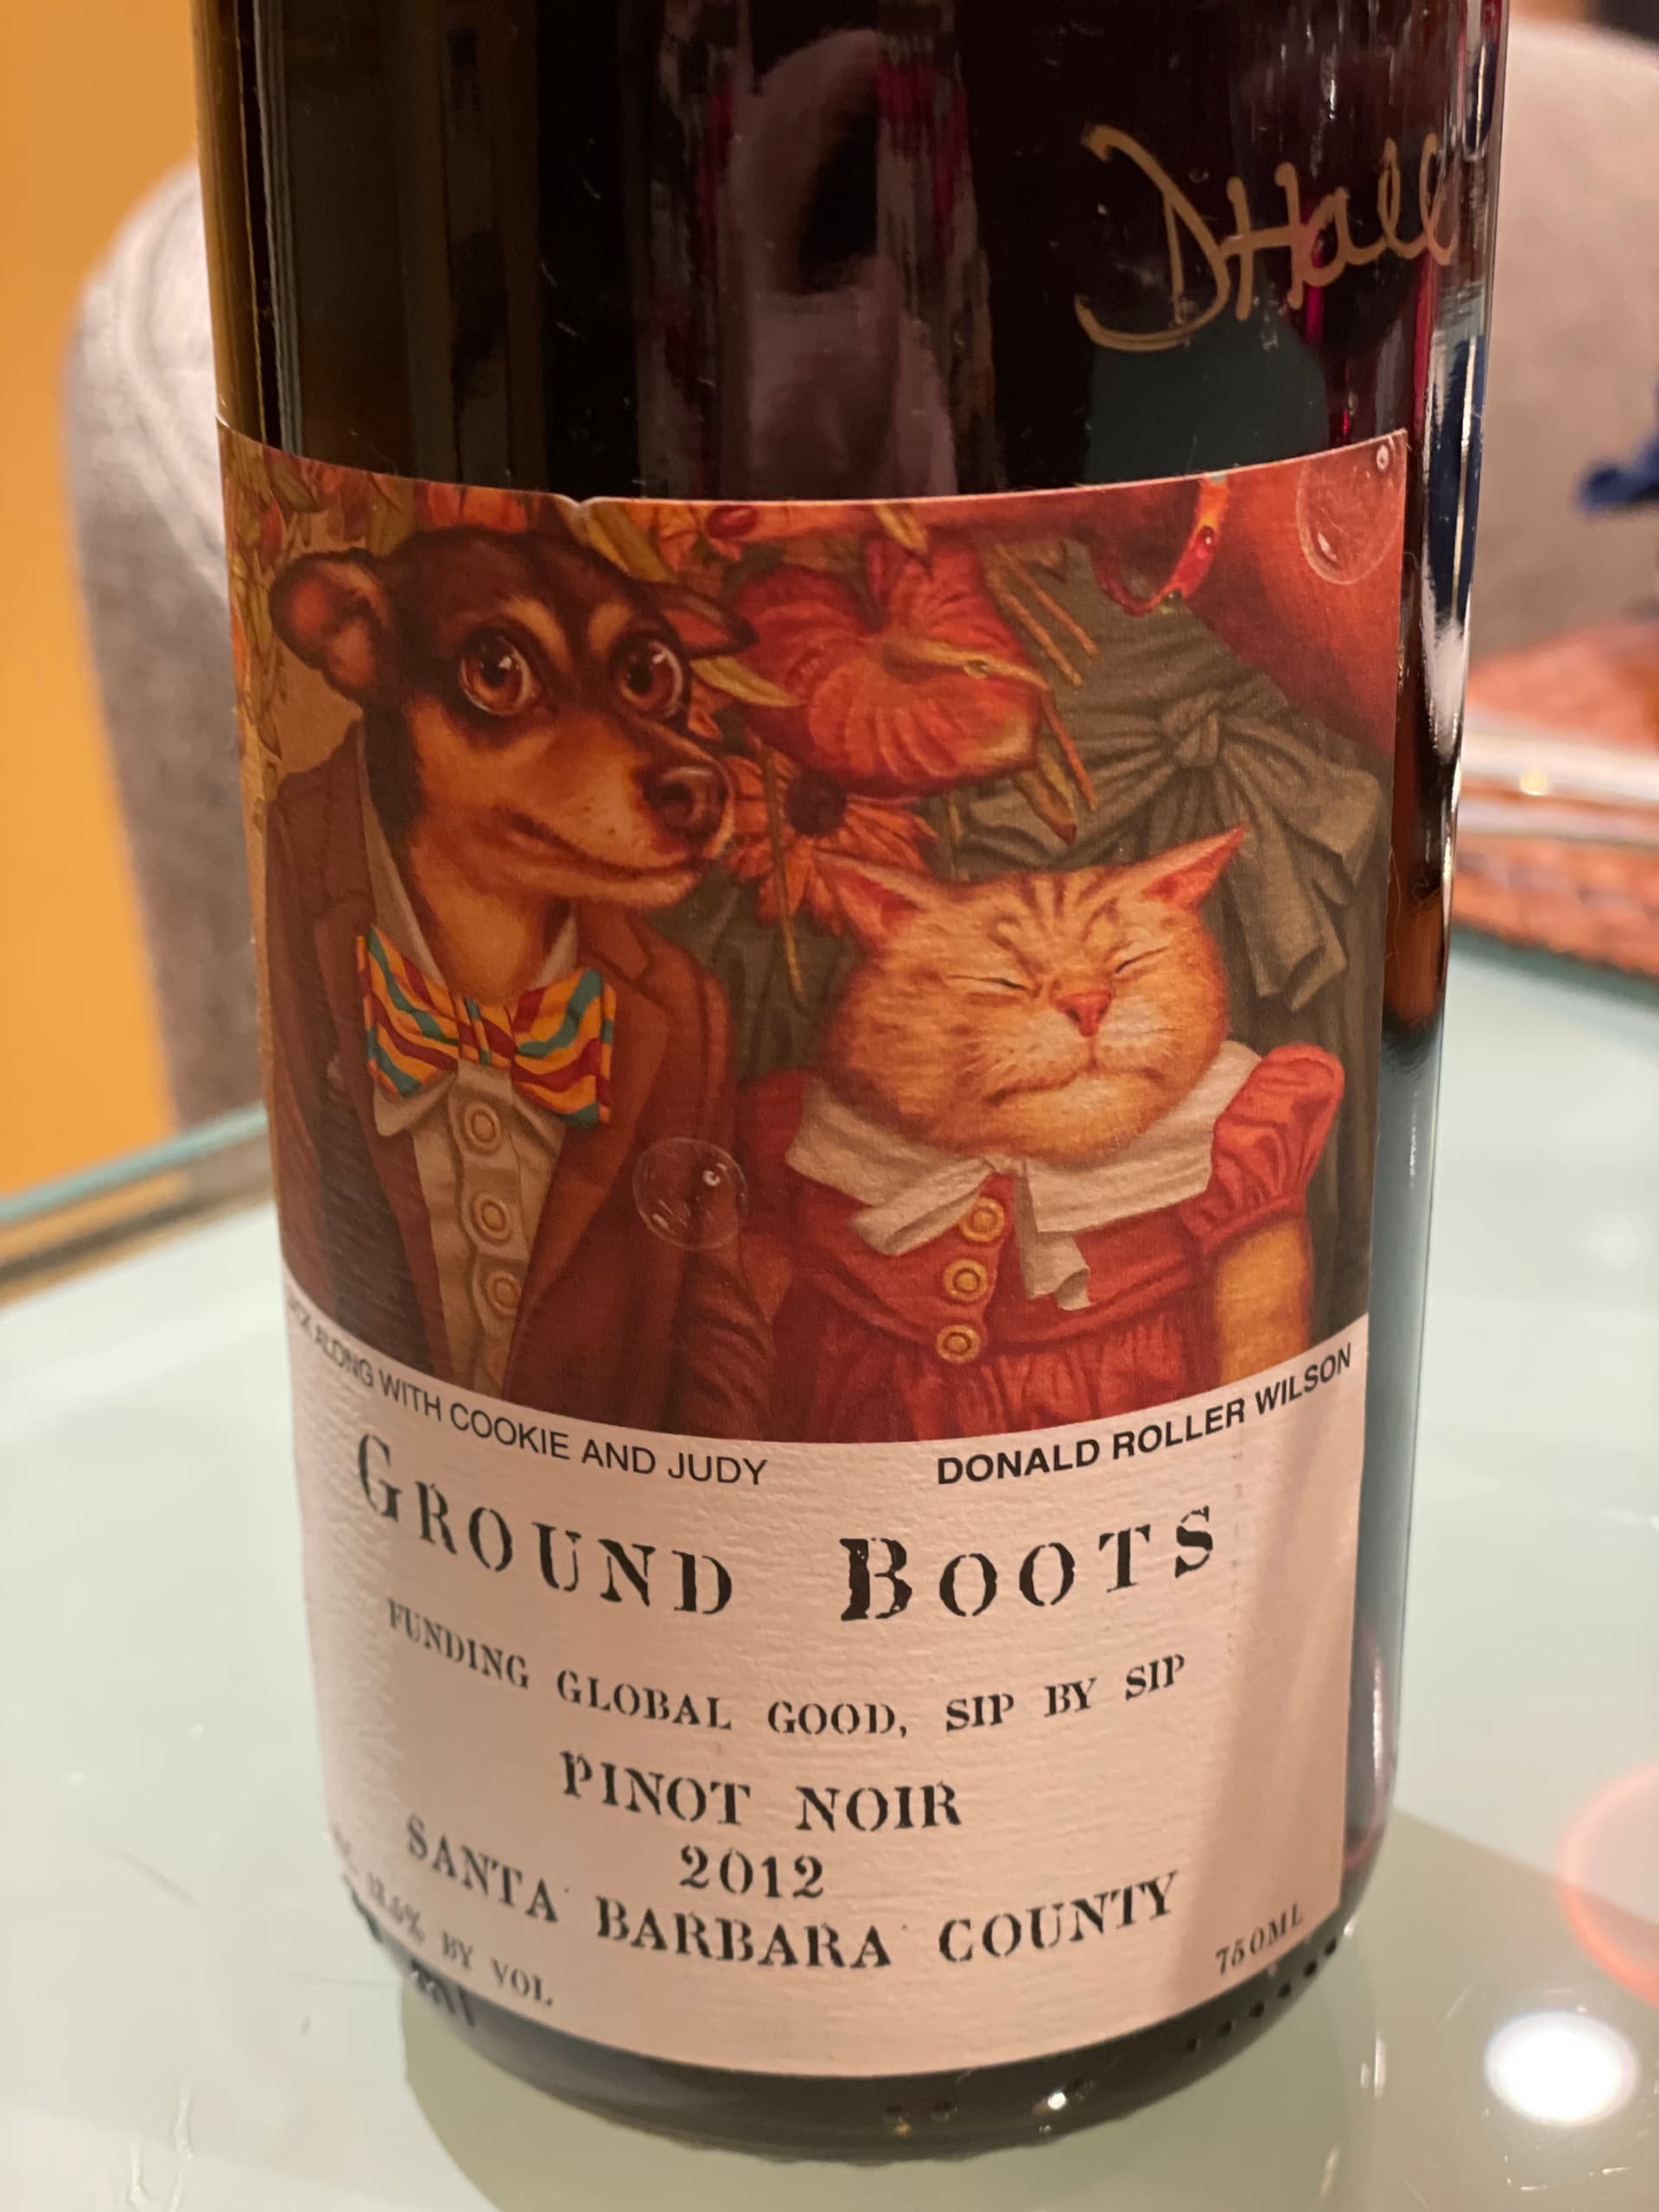 DHall
ALONG WITH COOKIE AND JUDY
DONALD ROLLER WILSON
GROUND BOOTS
FUNDING GLOBAL GOOD, SIP BY SIP
PINOT NOIR
2012
SANTA BARBARA COUNTY
% BY VOL
750ML